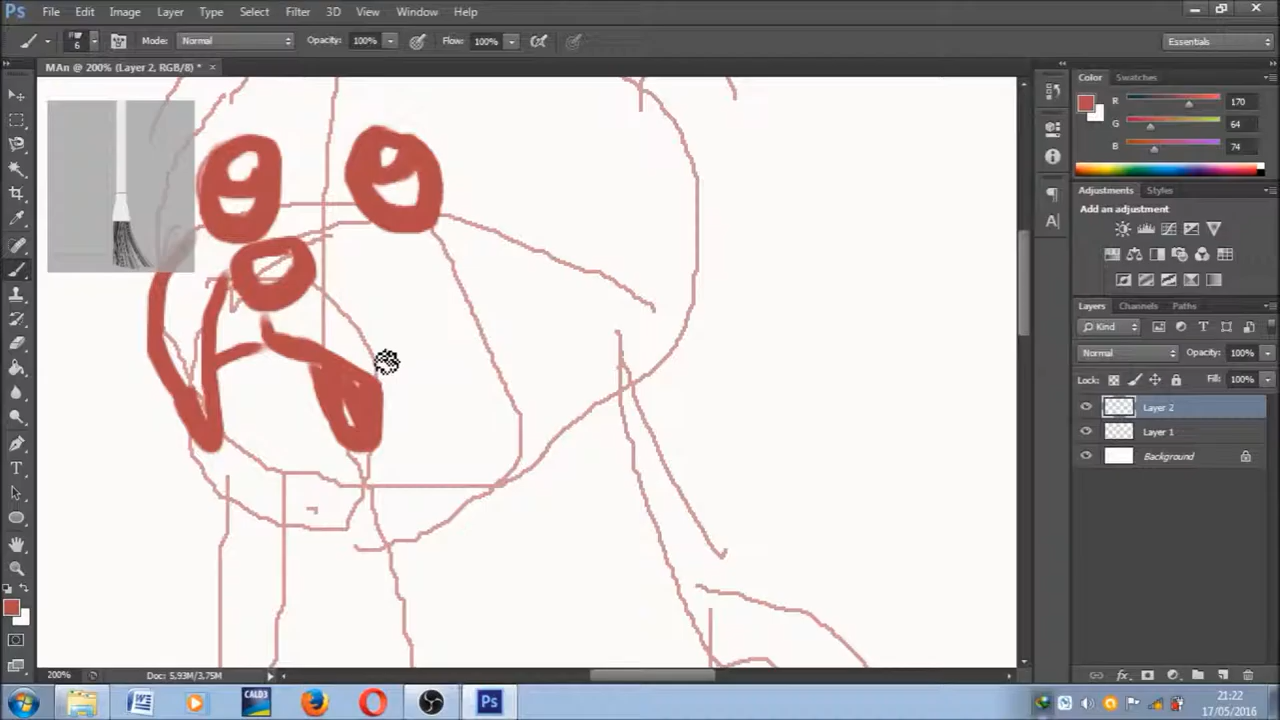 Ps File Edit Image Layer Type Select Filter 3D View Window Help
6 Mode: Normal Opacity: 100% Flow: 100% Essentials
MAn @ 200% (Layer 2, RGB/8) * ×
Color Swatches
R 170
G 64
B 74
Adjustments Styles
Add an adjustment
Layers Channels Paths
Kind
Normal Opacity: 100%
Lock: Fill: 100%
Layer 2
Layer 1
Background
200% Doc: 5.93M/3.75M
CALD3 Ps 21:22
17/05/2016